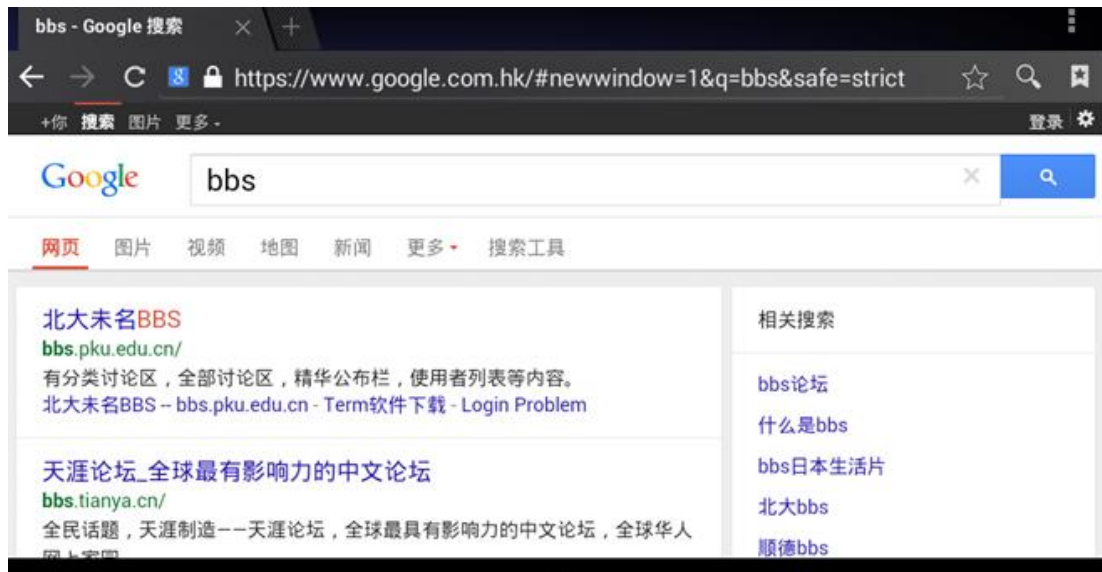 bbs - Google 搜索
https://www.google.com.hk/#newwindow=1&q=bbs&safe=strict
+你 搜索 图片 更多
登录
Google
bbs
网页 图片 视频 地图 新闻 更多 搜索工具
北大未名BBS
bbs.pku.edu.cn/
有分类讨论区，全部讨论区，精华公布栏，使用者列表等内容。
北大未名BBS -- bbs.pku.edu.cn - Term软件下载 - Login Problem
天涯论坛_全球最有影响力的中文论坛
bbs.tianya.cn/
全民话题，天涯制造——天涯论坛，全球最具有影响力的中文论坛，全球华人
相关搜索
bbs论坛
什么是bbs
bbs日本生活片
北大bbs
顺德bbs